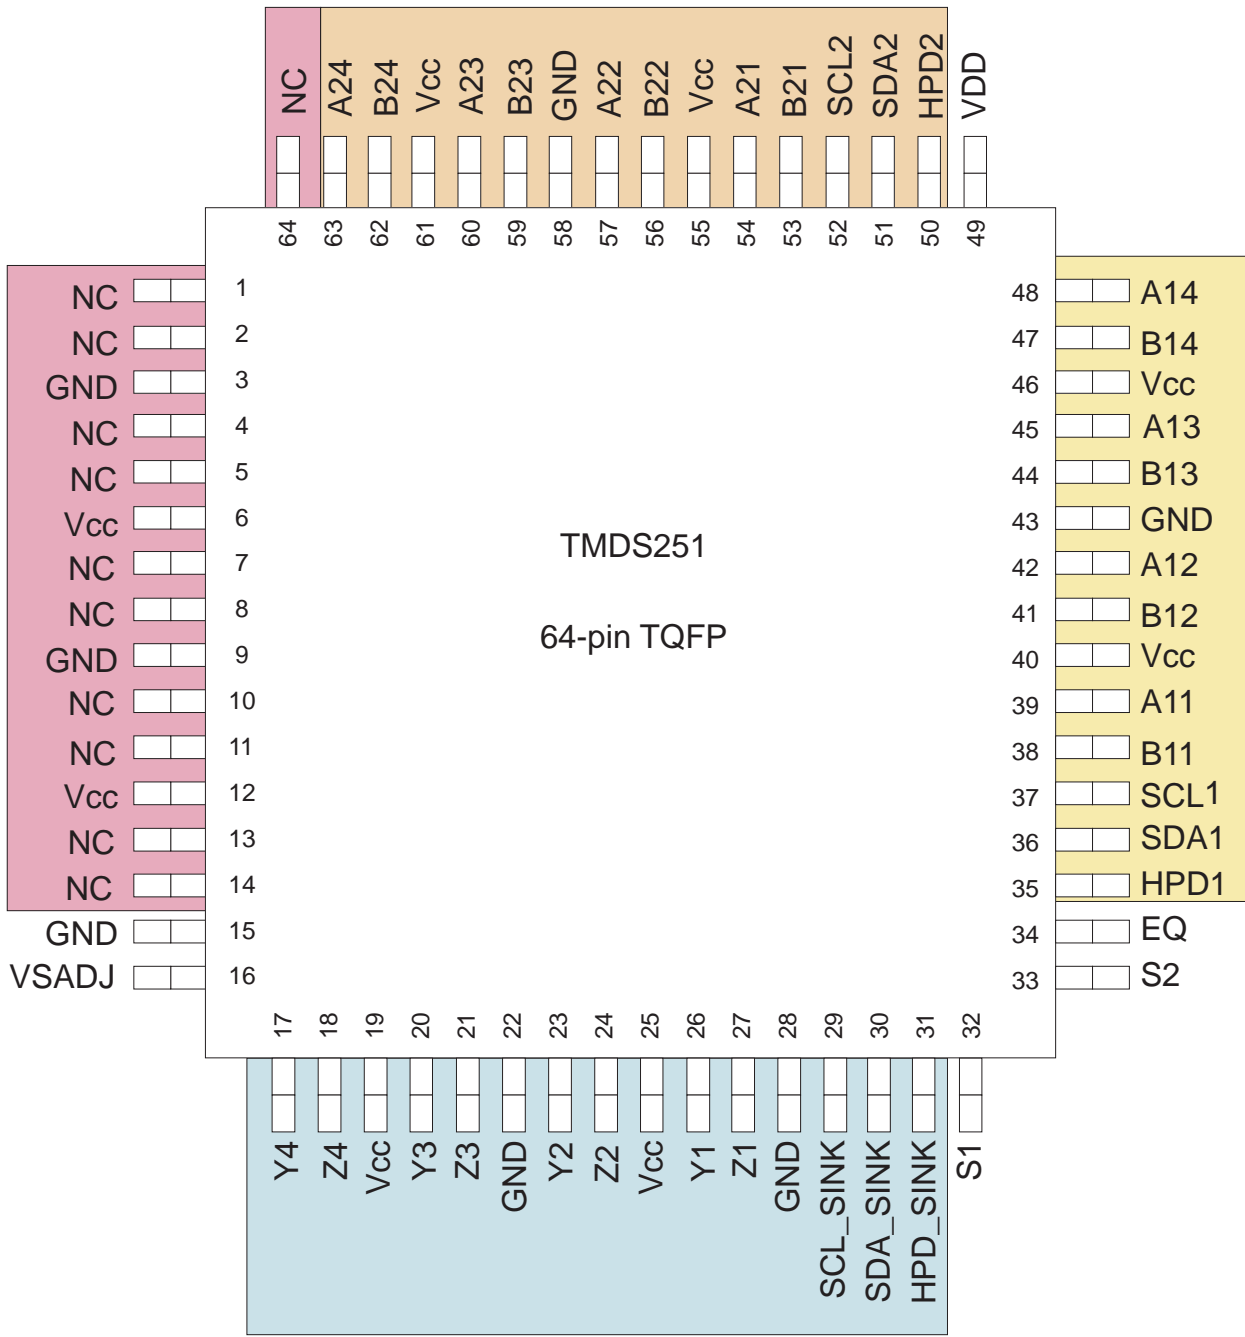 NC A24 B24 Vcc A23 B23 GND A22 B22 Vcc A21 B21 SCL2 SDA2 HPD2 VDD
64 63 62 61 60 59 58 57 56 55 54 53 52 51 50 49
NC 1 48 A14
NC 2 47 B14
GND 3 46 Vcc
NC 4 45 A13
NC 5 44 B13
Vcc 6 43 GND
TMDS251
NC 7 42 A12
NC 8 41 B12
64-pin TQFP
GND 9 40 Vcc
NC 10 39 A11
NC 11 38 B11
Vcc 12 37 SCL1
NC 13 36 SDA1
NC 14 35 HPD1
GND 15 34 EQ
VSADJ 16 33 S2
17 18 19 20 21 22 23 24 25 26 27 28 29 30 31 32
Y4 Z4 Vcc Y3 Z3 GND Y2 Z2 Vcc Y1 Z1 GND SCL_SINK SDA_SINK HPD_SINK S1